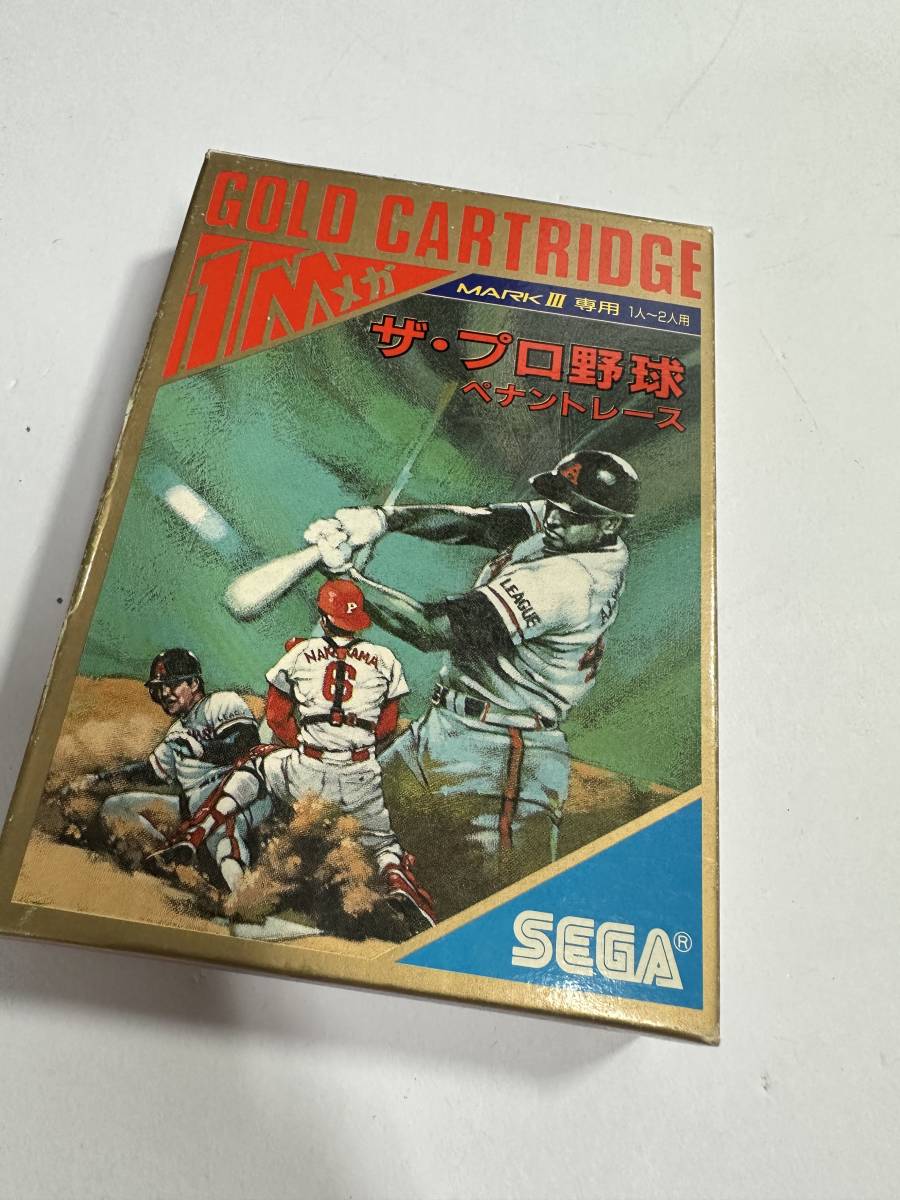 GOLD CARTRIDGE
1Mメガ
MARK III 専用 1人~2人用
ザ・プロ野球
ペナントレース
A
LEAGUE
P
6
SEGA®